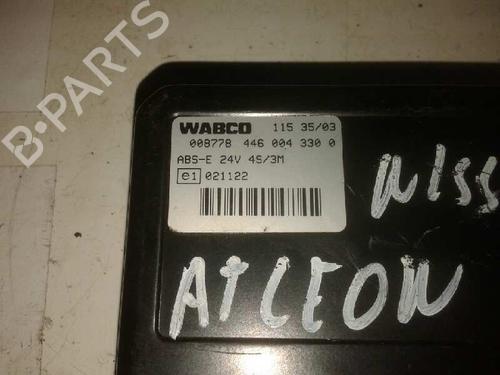 B-PARTS
WABCO 115 35/03
008778 446 004 330 0
ABS-E 24V 4S/3M
e1 021122
NISS
ATLEON